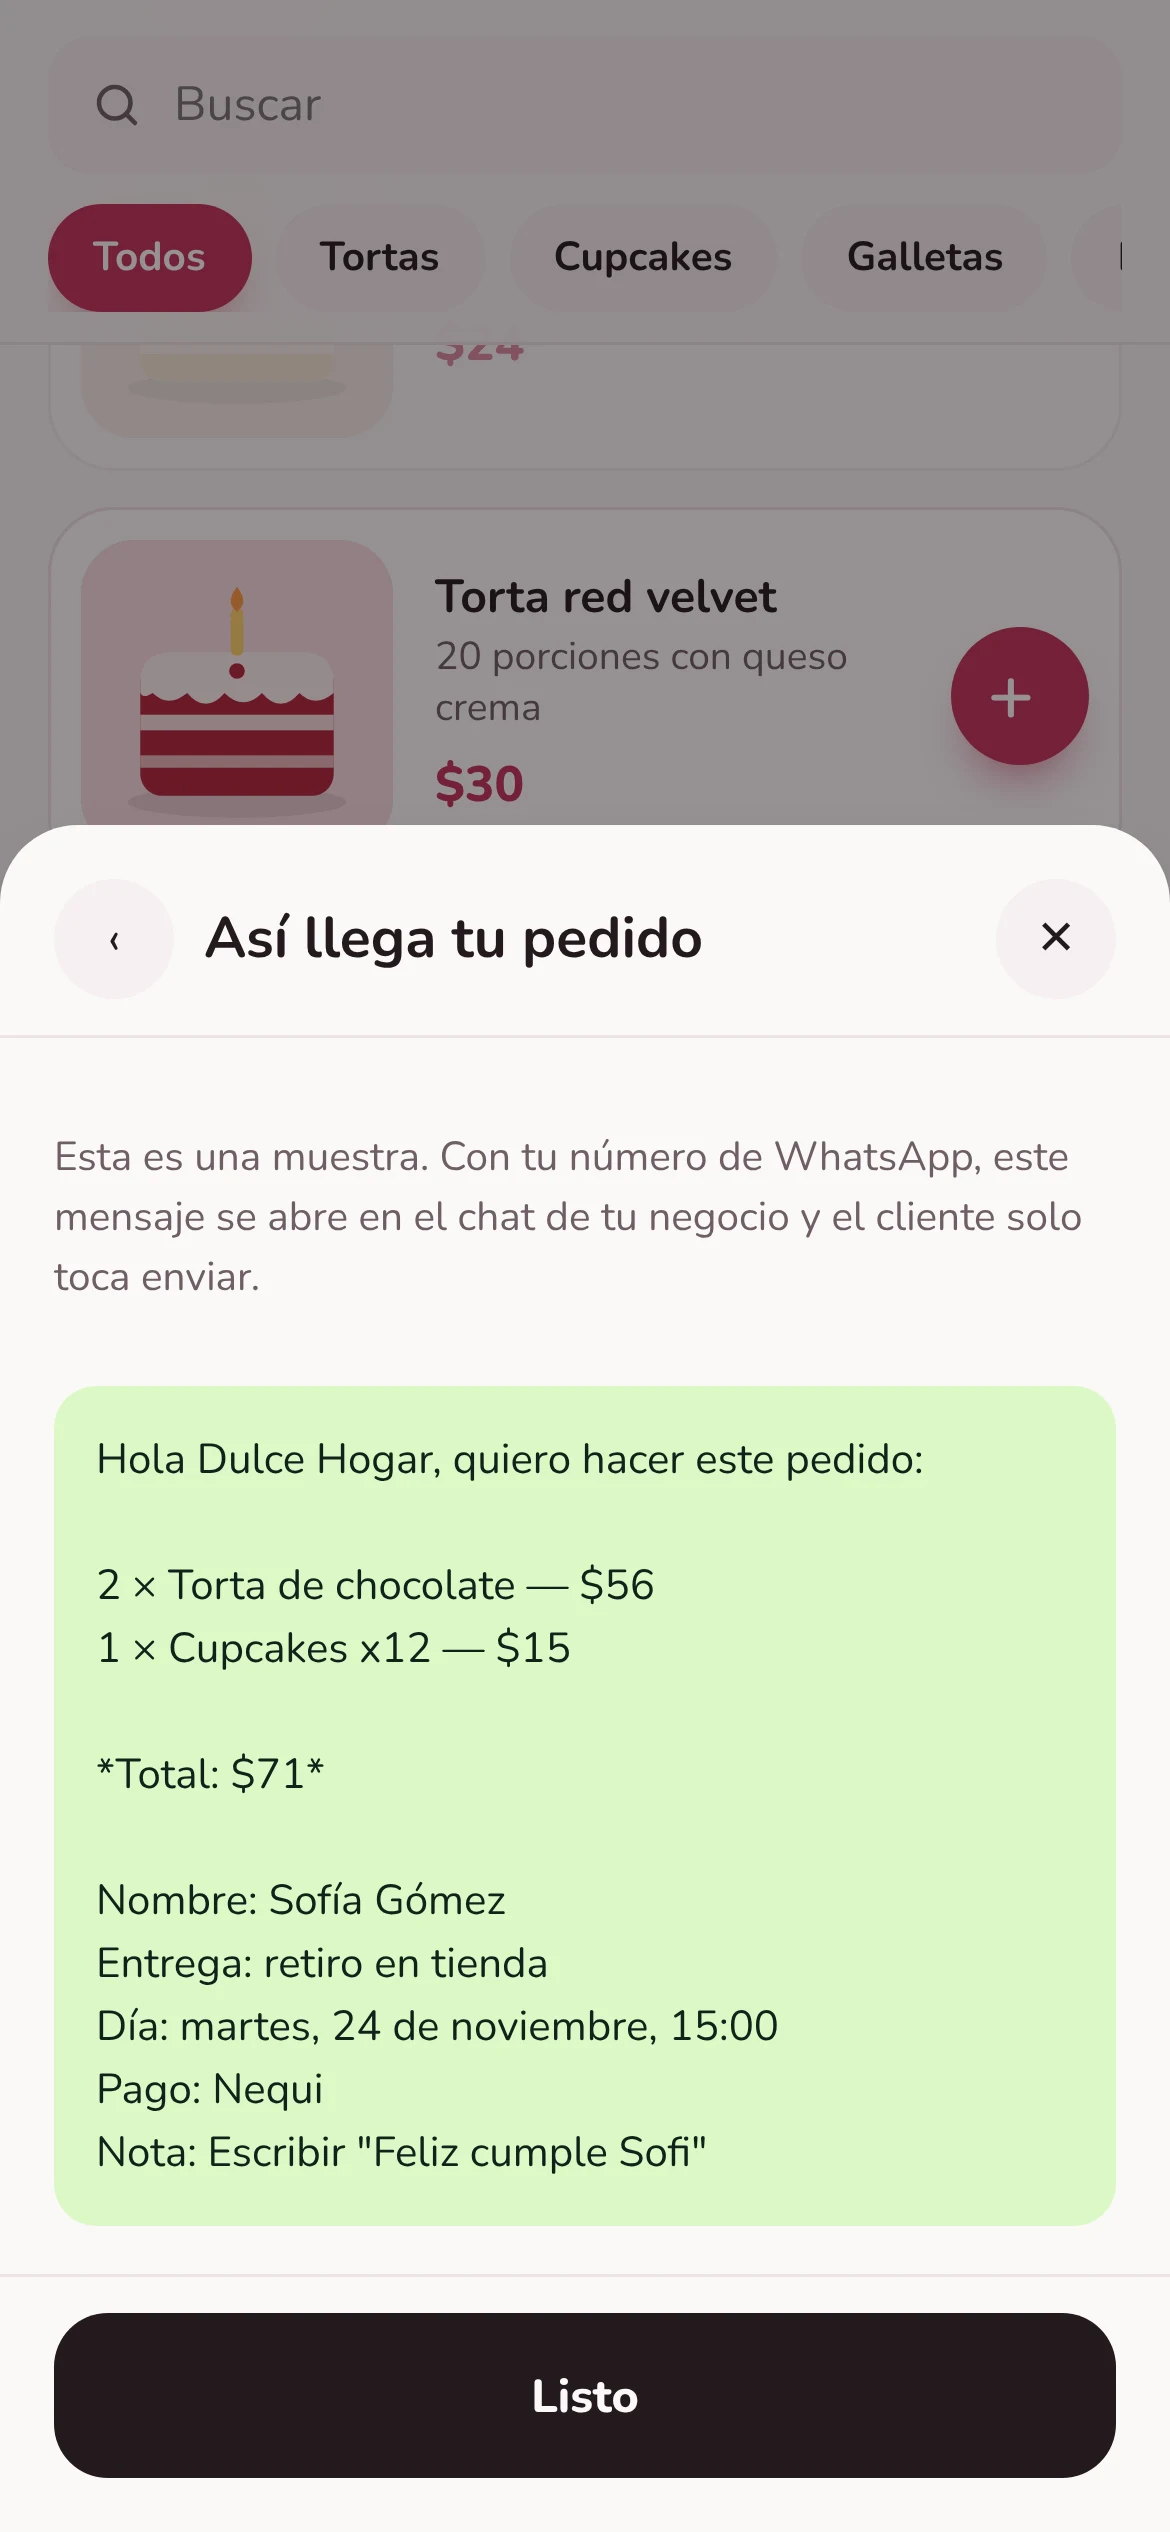 Buscar
Todos
Tortas
Cupcakes
Galletas
$24
Torta red velvet
20 porciones con queso
crema
$30
+
‹
Así llega tu pedido
✕
Esta es una muestra. Con tu número de WhatsApp, este
mensaje se abre en el chat de tu negocio y el cliente solo
toca enviar.
Hola Dulce Hogar, quiero hacer este pedido:
2 × Torta de chocolate — $56
1 × Cupcakes x12 — $15
*Total: $71*
Nombre: Sofía Gómez
Entrega: retiro en tienda
Día: martes, 24 de noviembre, 15:00
Pago: Nequi
Nota: Escribir "Feliz cumple Sofi"
Listo